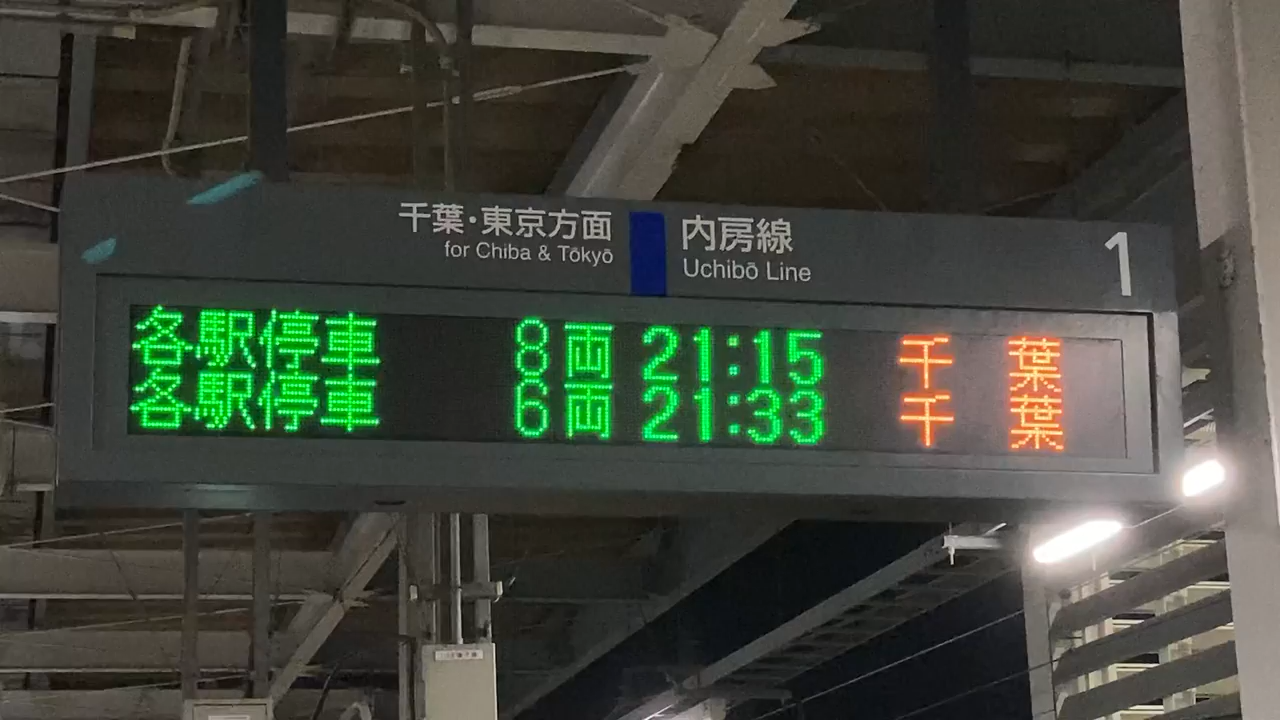 千葉・東京方面
for Chiba & Tōkyō
内房線
Uchibō Line
1
各駅停車 8両 21:15 千葉
各駅停車 6両 21:33 千葉